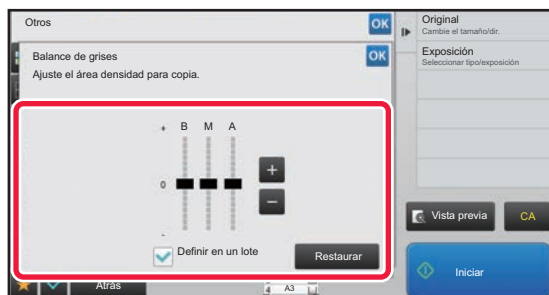 Otros
OK
Balance de grises
OK
Ajuste el área densidad para copia.
+ B M A
0
+
-
-
Definir en un lote
Restaurar
Atrás
4 A3
Original
Cambie el tamaño/dir.
Exposición
Seleccionar tipo/exposición
Vista previa
CA
Iniciar